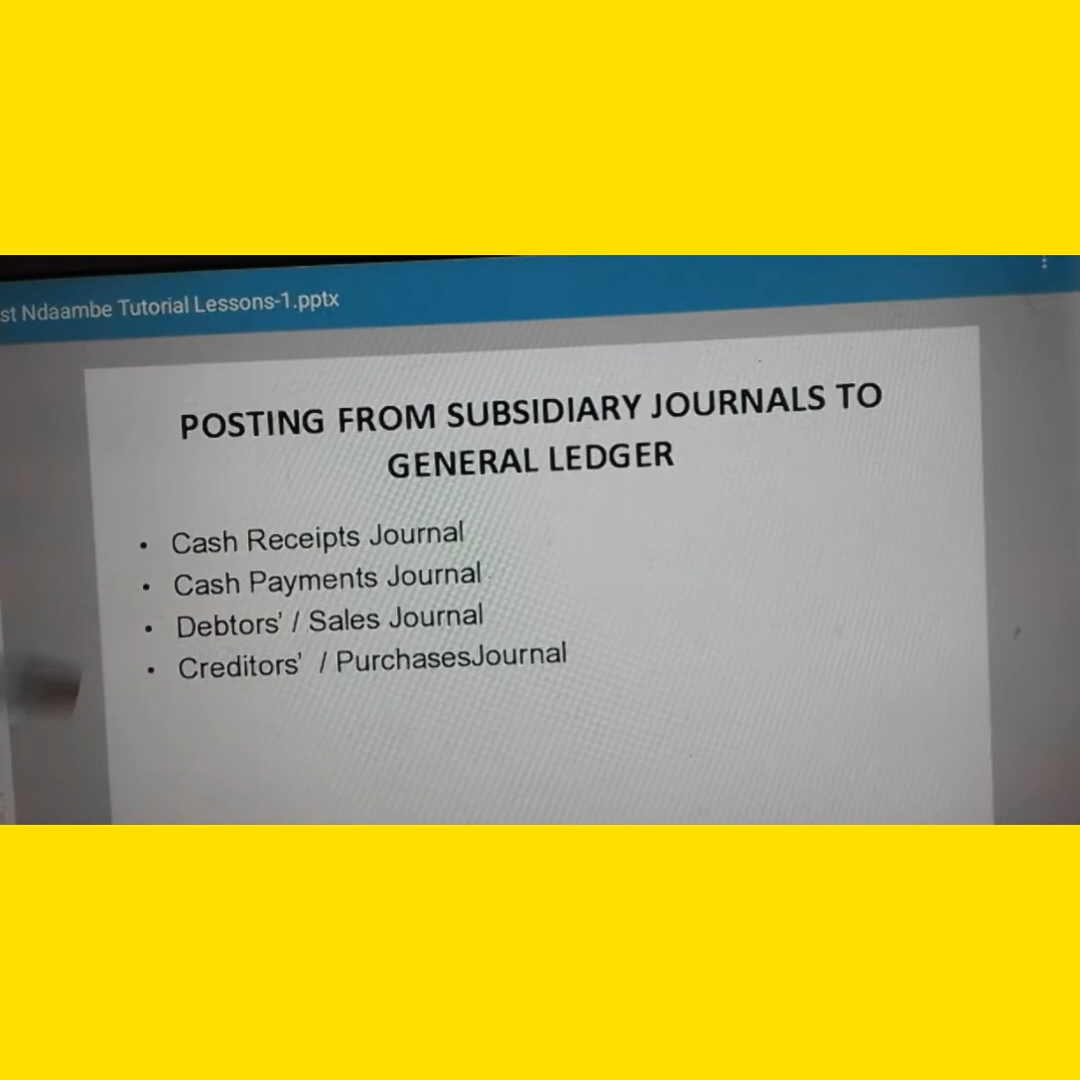 st Ndaambe Tutorial Lessons-1.pptx
POSTING FROM SUBSIDIARY JOURNALS TO
GENERAL LEDGER
• Cash Receipts Journal
• Cash Payments Journal
• Debtors' / Sales Journal
• Creditors' / PurchasesJournal